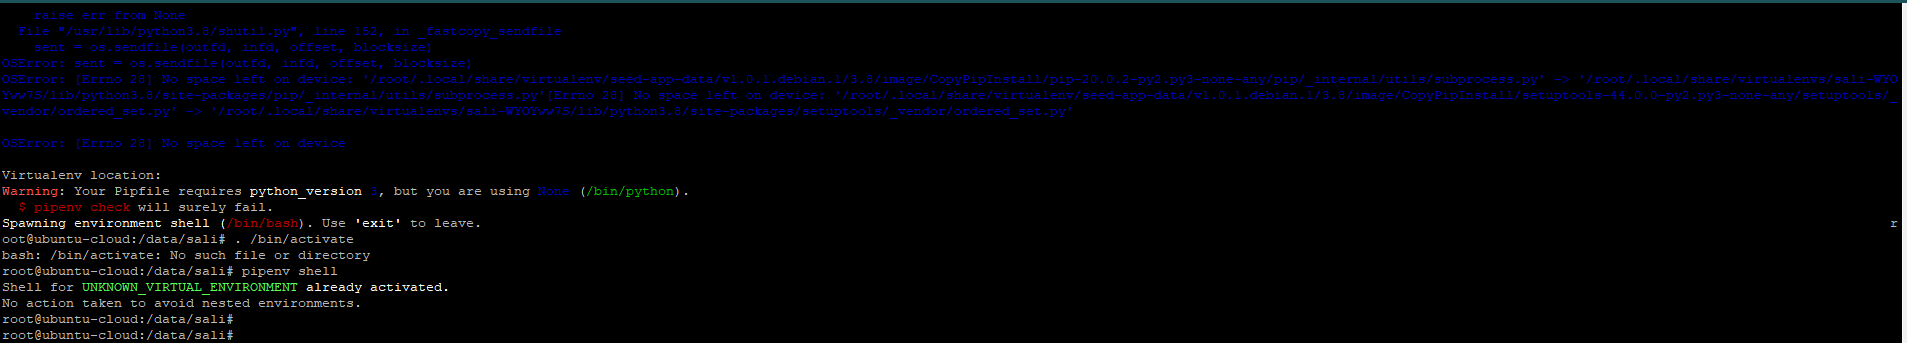 raise err from None
File "/usr/lib/python3.8/shutil.py", line 152, in _fastcopy_sendfile
sent = os.sendfile(outfd, infd, offset, blocksize)
OSError: sent = os.sendfile(outfd, infd, offset, blocksize)
OSError: [Errno 28] No space left on device: '/root/.local/share/virtualenv/seed-app-data/v1.0.1.debian.1/3.8/image/CopyPipInstall/pip-20.0.2-py2.py3-none-any/pip/_internal/utils/subprocess.py' -> '/root/.local/share/virtualenvs/sali-WYO
Yww7S/lib/python3.8/site-packages/pip/_internal/utils/subprocess.py'[Errno 28] No space left on device: '/root/.local/share/virtualenv/seed-app-data/v1.0.1.debian.1/3.8/image/CopyPipInstall/setuptools-44.0.0-py2.py3-none-any/setuptools/_
vendor/ordered_set.py' -> '/root/.local/share/virtualenvs/sali-WYOYww7S/lib/python3.8/site-packages/setuptools/_vendor/ordered_set.py'
OSError: [Errno 28] No space left on device
Virtualenv location:
Warning: Your Pipfile requires python_version 3, but you are using None (/bin/python).
$ pipenv check will surely fail.
Spawning environment shell (/bin/bash). Use 'exit' to leave. r
oot@ubuntu-cloud:/data/sali# . /bin/activate
bash: /bin/activate: No such file or directory
root@ubuntu-cloud:/data/sali# pipenv shell
Shell for UNKNOWN_VIRTUAL_ENVIRONMENT already activated.
No action taken to avoid nested environments.
root@ubuntu-cloud:/data/sali#
root@ubuntu-cloud:/data/sali#